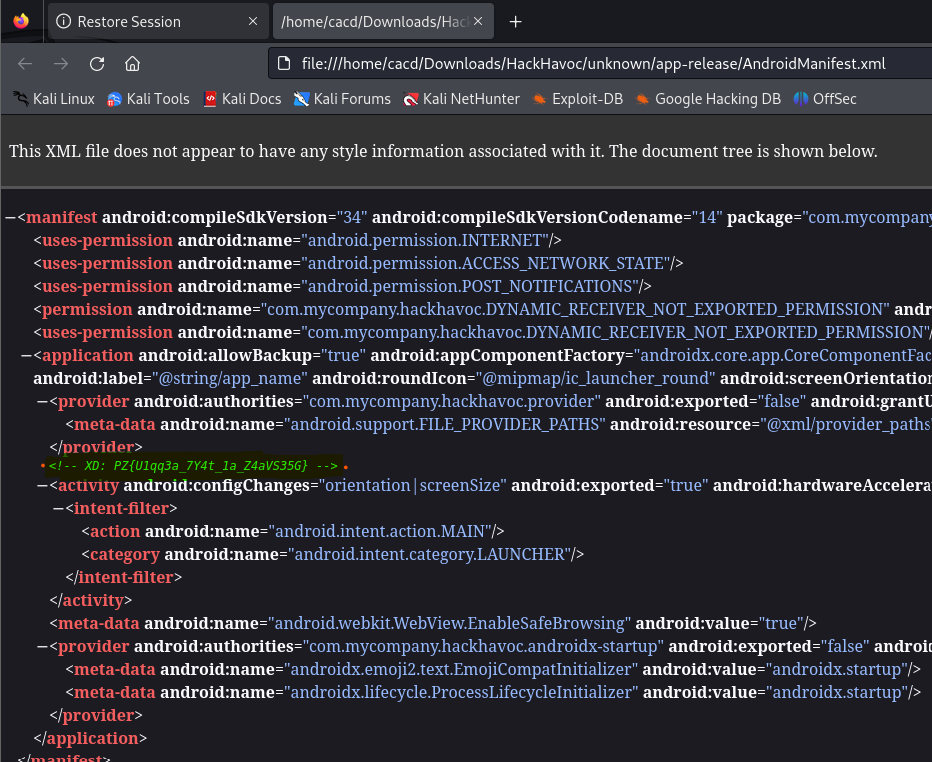 Restore Session
/home/cacd/Downloads/Hac
file:///home/cacd/Downloads/HackHavoc/unknown/app-release/AndroidManifest.xml
Kali Linux Kali Tools Kali Docs Kali Forums Kali NetHunter Exploit-DB Google Hacking DB OffSec
This XML file does not appear to have any style information associated with it. The document tree is shown below.
−<manifest android:compileSdkVersion="34" android:compileSdkVersionCodename="14" package="com.mycompany
<uses-permission android:name="android.permission.INTERNET"/>
<uses-permission android:name="android.permission.ACCESS_NETWORK_STATE"/>
<uses-permission android:name="android.permission.POST_NOTIFICATIONS"/>
<permission android:name="com.mycompany.hackhavoc.DYNAMIC_RECEIVER_NOT_EXPORTED_PERMISSION" andr
<uses-permission android:name="com.mycompany.hackhavoc.DYNAMIC_RECEIVER_NOT_EXPORTED_PERMISSION"/
−<application android:allowBackup="true" android:appComponentFactory="androidx.core.app.CoreComponentFac
android:label="@string/app_name" android:roundIcon="@mipmap/ic_launcher_round" android:screenOrientation
−<provider android:authorities="com.mycompany.hackhavoc.provider" android:exported="false" android:grantU
<meta-data android:name="android.support.FILE_PROVIDER_PATHS" android:resource="@xml/provider_paths"
</provider>
<!-- XD: PZ{U1qq3a_7Y4t_1a_Z4aVS35G} -->
−<activity android:configChanges="orientation|screenSize" android:exported="true" android:hardwareAccelera
−<intent-filter>
<action android:name="android.intent.action.MAIN"/>
<category android:name="android.intent.category.LAUNCHER"/>
</intent-filter>
</activity>
<meta-data android:name="android.webkit.WebView.EnableSafeBrowsing" android:value="true"/>
−<provider android:authorities="com.mycompany.hackhavoc.androidx-startup" android:exported="false" androi
<meta-data android:name="androidx.emoji2.text.EmojiCompatInitializer" android:value="androidx.startup"/>
<meta-data android:name="androidx.lifecycle.ProcessLifecycleInitializer" android:value="androidx.startup"/>
</provider>
</application>
</manifest>